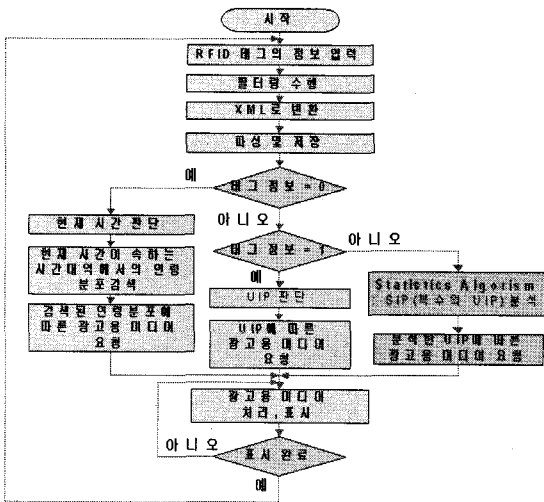 시작
RFID 태그의 정보 입력
필터링 수행
XML로 변환
파싱 및 저장
예
태그 정보 = 0
아니오
현재 시간 판단
태그 정보 = 1
아니오
현재 시간이 속하는
시간대역에서의 연령
분포검색
예
UIP 판단
Statistics Algorism
SIP(복수의 UIP)분석
검색된 연령분포에
따른 광고용 미디어
요청
UIP에 따른
광고용 미디어
요청
분석한 UIP에 따른
광고용 미디어 요청
광고용 미디어
처리, 표시
아니오
표시 완료
예